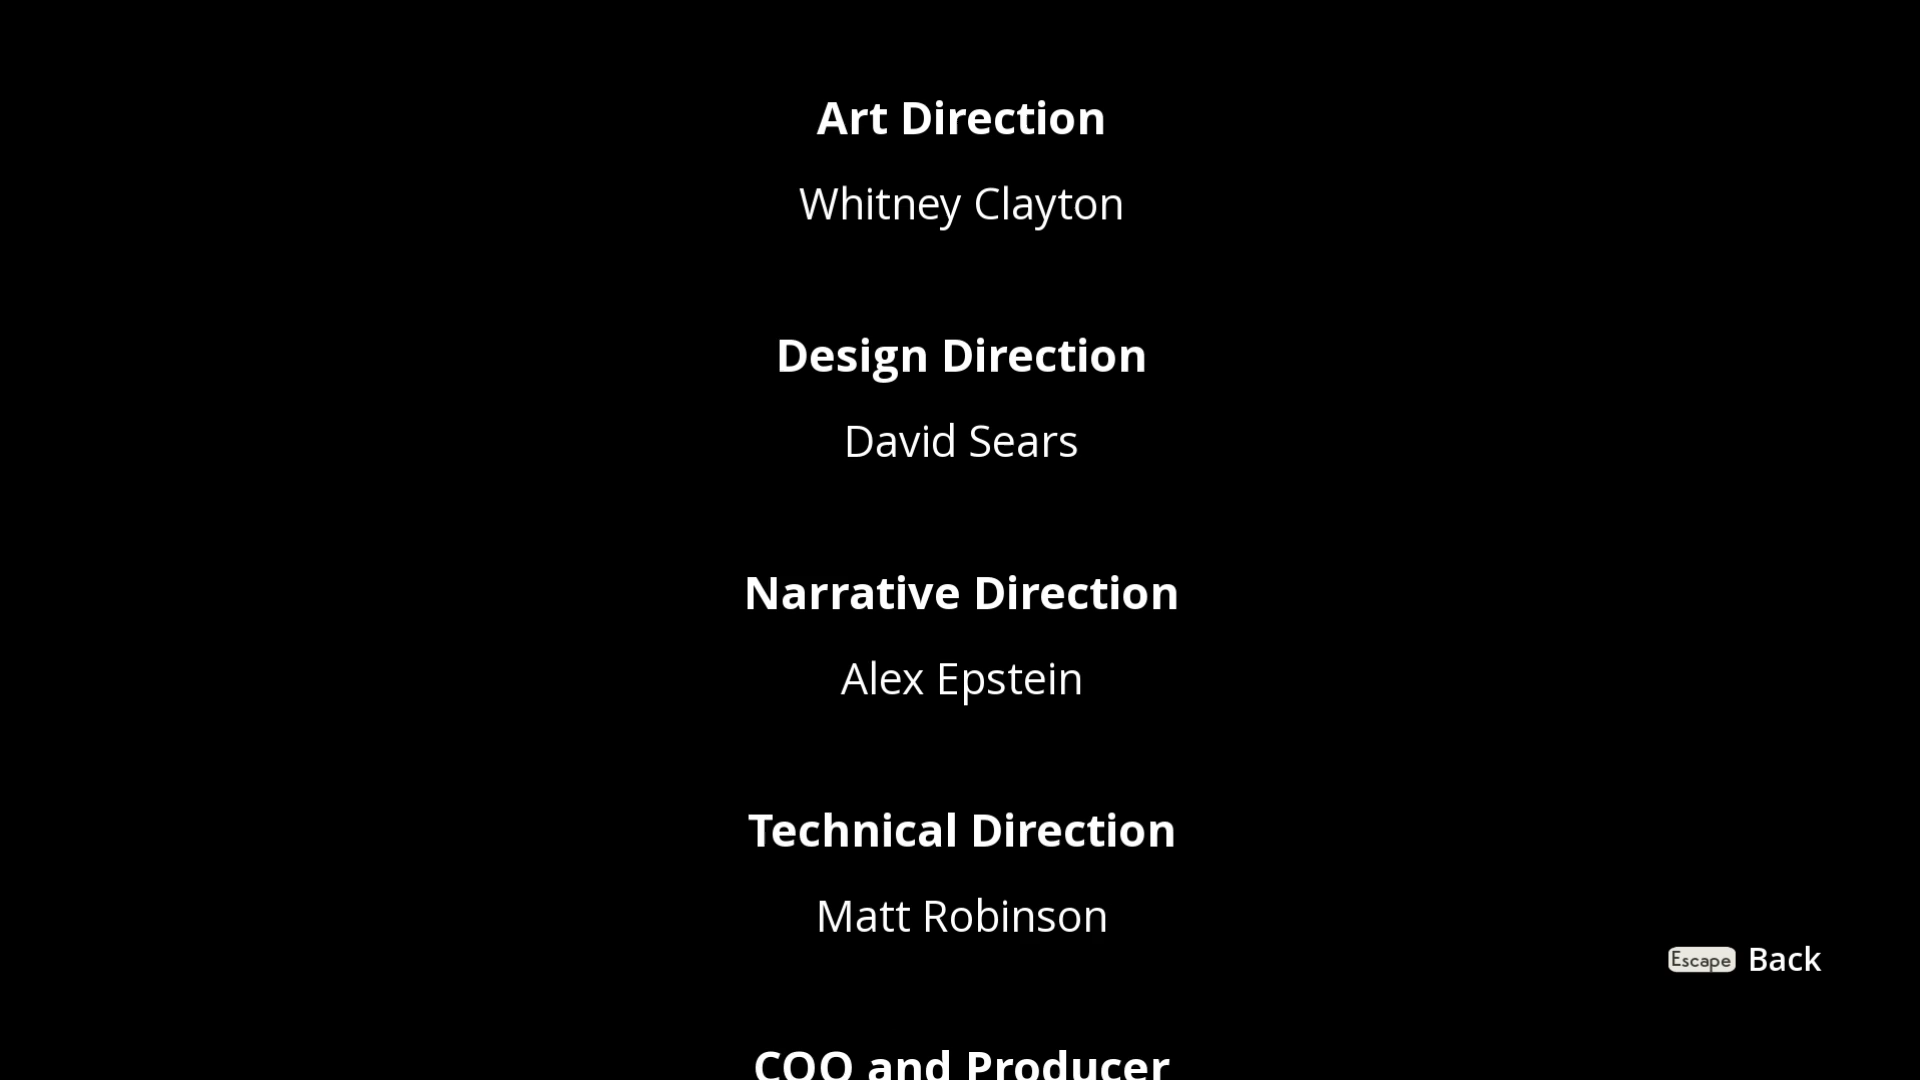 Art Direction
Whitney Clayton
Design Direction
David Sears
Narrative Direction
Alex Epstein
Technical Direction
Matt Robinson
Escape Back
COO and Producer